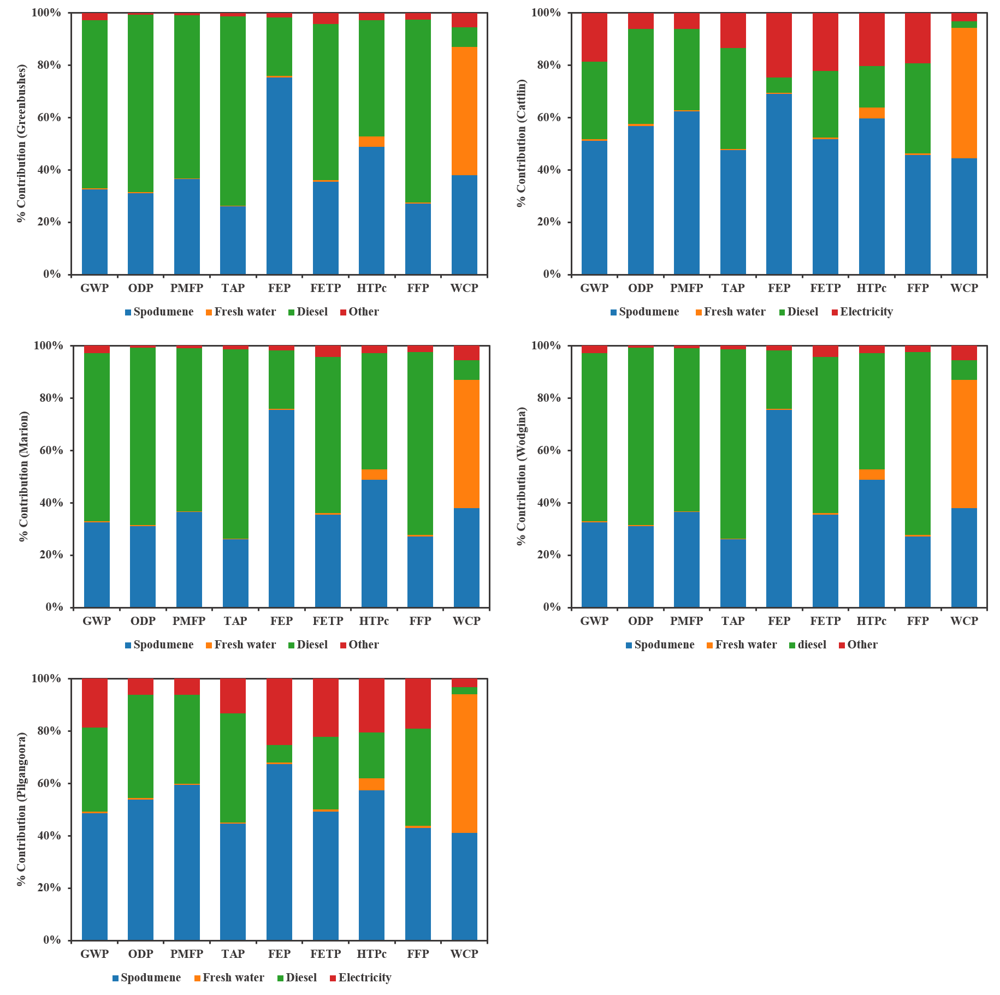 % Contribution (Greenbushes)
100%
80%
60%
40%
20%
0%
GWP ODP PMFP TAP FEP FETP HTPc FFP WCP
Spodumene Fresh water Diesel Other
% Contribution (Cattlin)
100%
80%
60%
40%
20%
0%
GWP ODP PMFP TAP FEP FETP HTPc FFP WCP
Spodumene Fresh water Diesel Electricity
% Contribution (Marion)
100%
80%
60%
40%
20%
0%
GWP ODP PMFP TAP FEP FETP HTPc FFP WCP
Spodumene Fresh water Diesel Other
% Contribution (Wodgina)
100%
80%
60%
40%
20%
0%
GWP ODP PMFP TAP FEP FETP HTPc FFP WCP
Spodumene Fresh water diesel Other
% Contribution (Pilgangoora)
100%
80%
60%
40%
20%
0%
GWP ODP PMFP TAP FEP FETP HTPc FFP WCP
Spodumene Fresh water Diesel Electricity